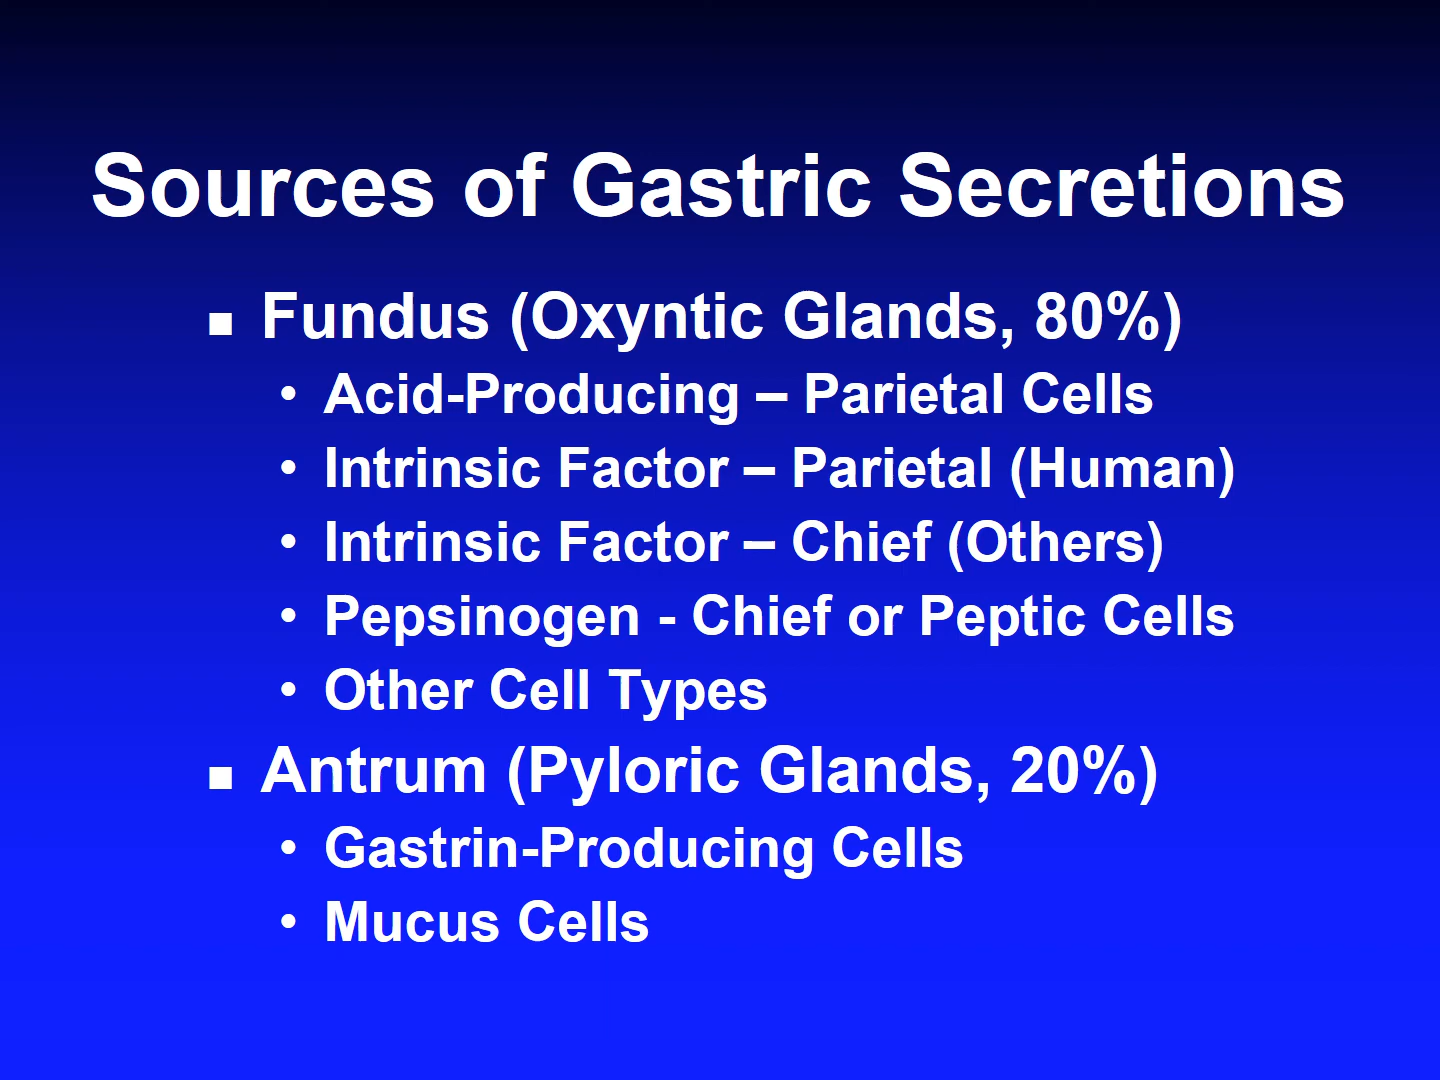 Sources of Gastric Secretions
■ Fundus (Oxyntic Glands, 80%)
• Acid-Producing – Parietal Cells
• Intrinsic Factor – Parietal (Human)
• Intrinsic Factor – Chief (Others)
• Pepsinogen - Chief or Peptic Cells
• Other Cell Types
■ Antrum (Pyloric Glands, 20%)
• Gastrin-Producing Cells
• Mucus Cells